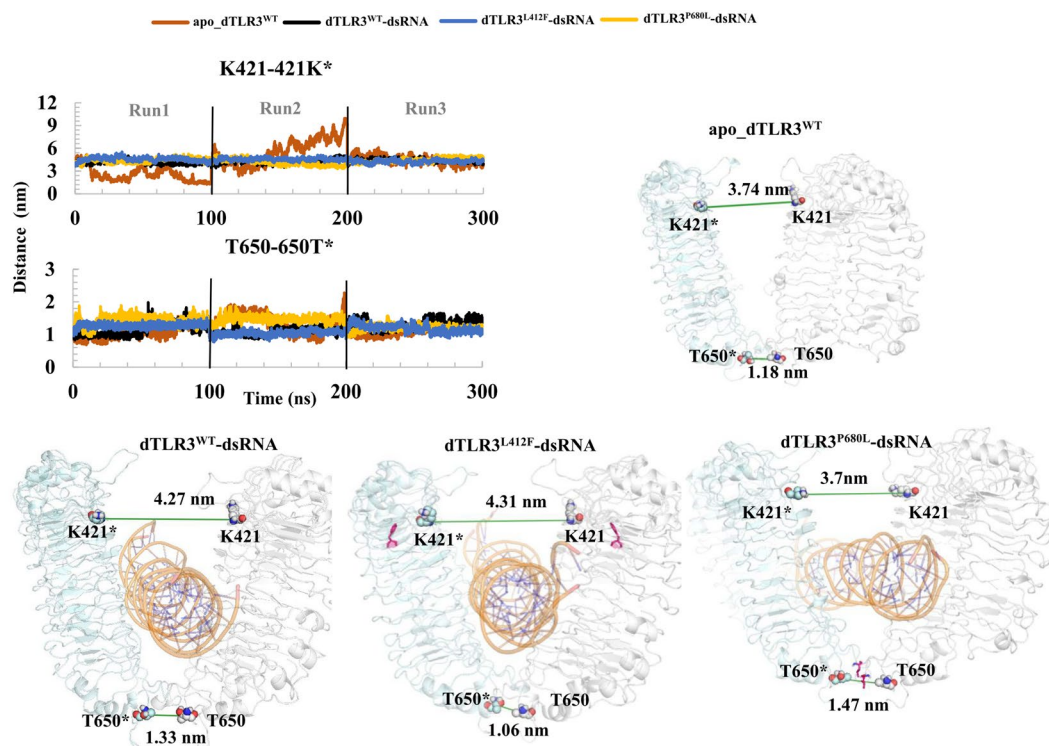 apo_dTLR3WT dTLR3WT-dsRNA dTLR3L412F-dsRNA dTLR3P680L-dsRNA
K421-421K*
12
Run1 Run2 Run3
9
6
3
0
0 100 200 300
Distance (nm)
T650-650T*
3
2
1
0
0 100 200 300
Time (ns)
apo_dTLR3WT
3.74 nm
K421* K421
T650* T650
1.18 nm
dTLR3WT-dsRNA
4.27 nm
K421* K421
T650* T650
1.33 nm
dTLR3L412F-dsRNA
4.31 nm
K421* K421
T650* T650
1.06 nm
dTLR3P680L-dsRNA
3.7nm
K421* K421
T650* T650
1.47 nm